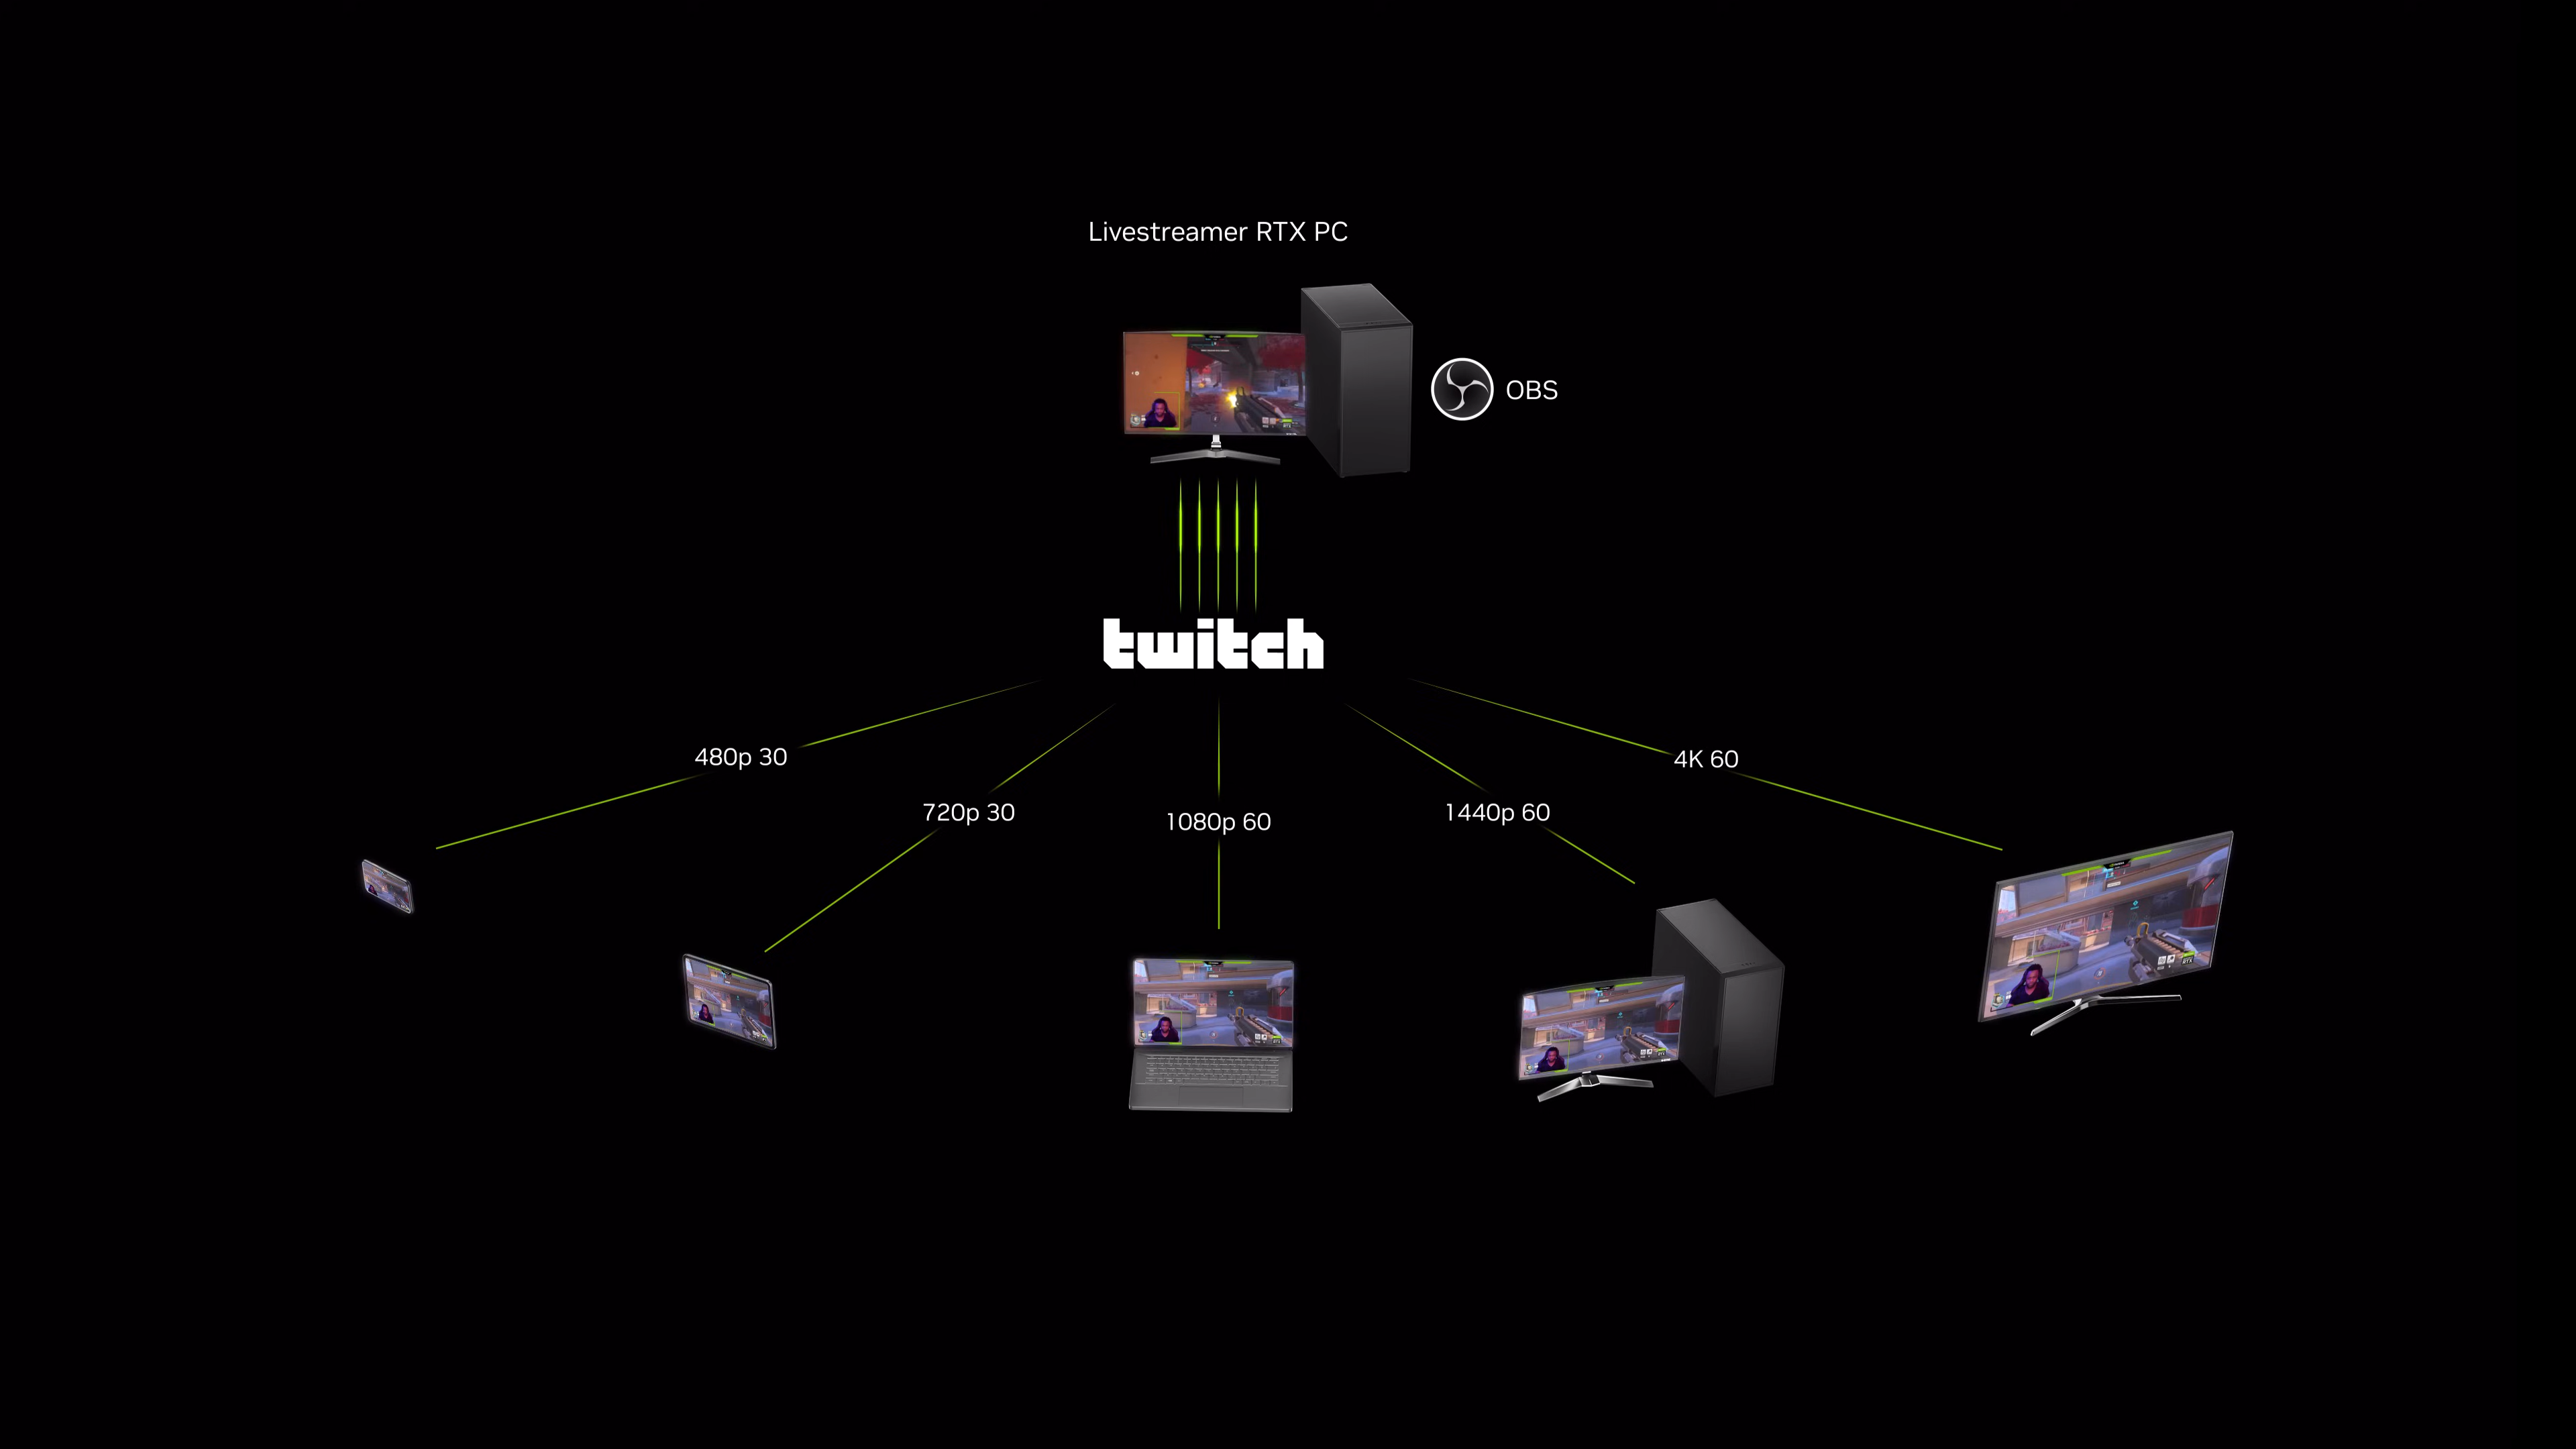 Livestreamer RTX PC
OBS
twitch
480p 30
4K 60
720p 30
1440p 60
1080p 60